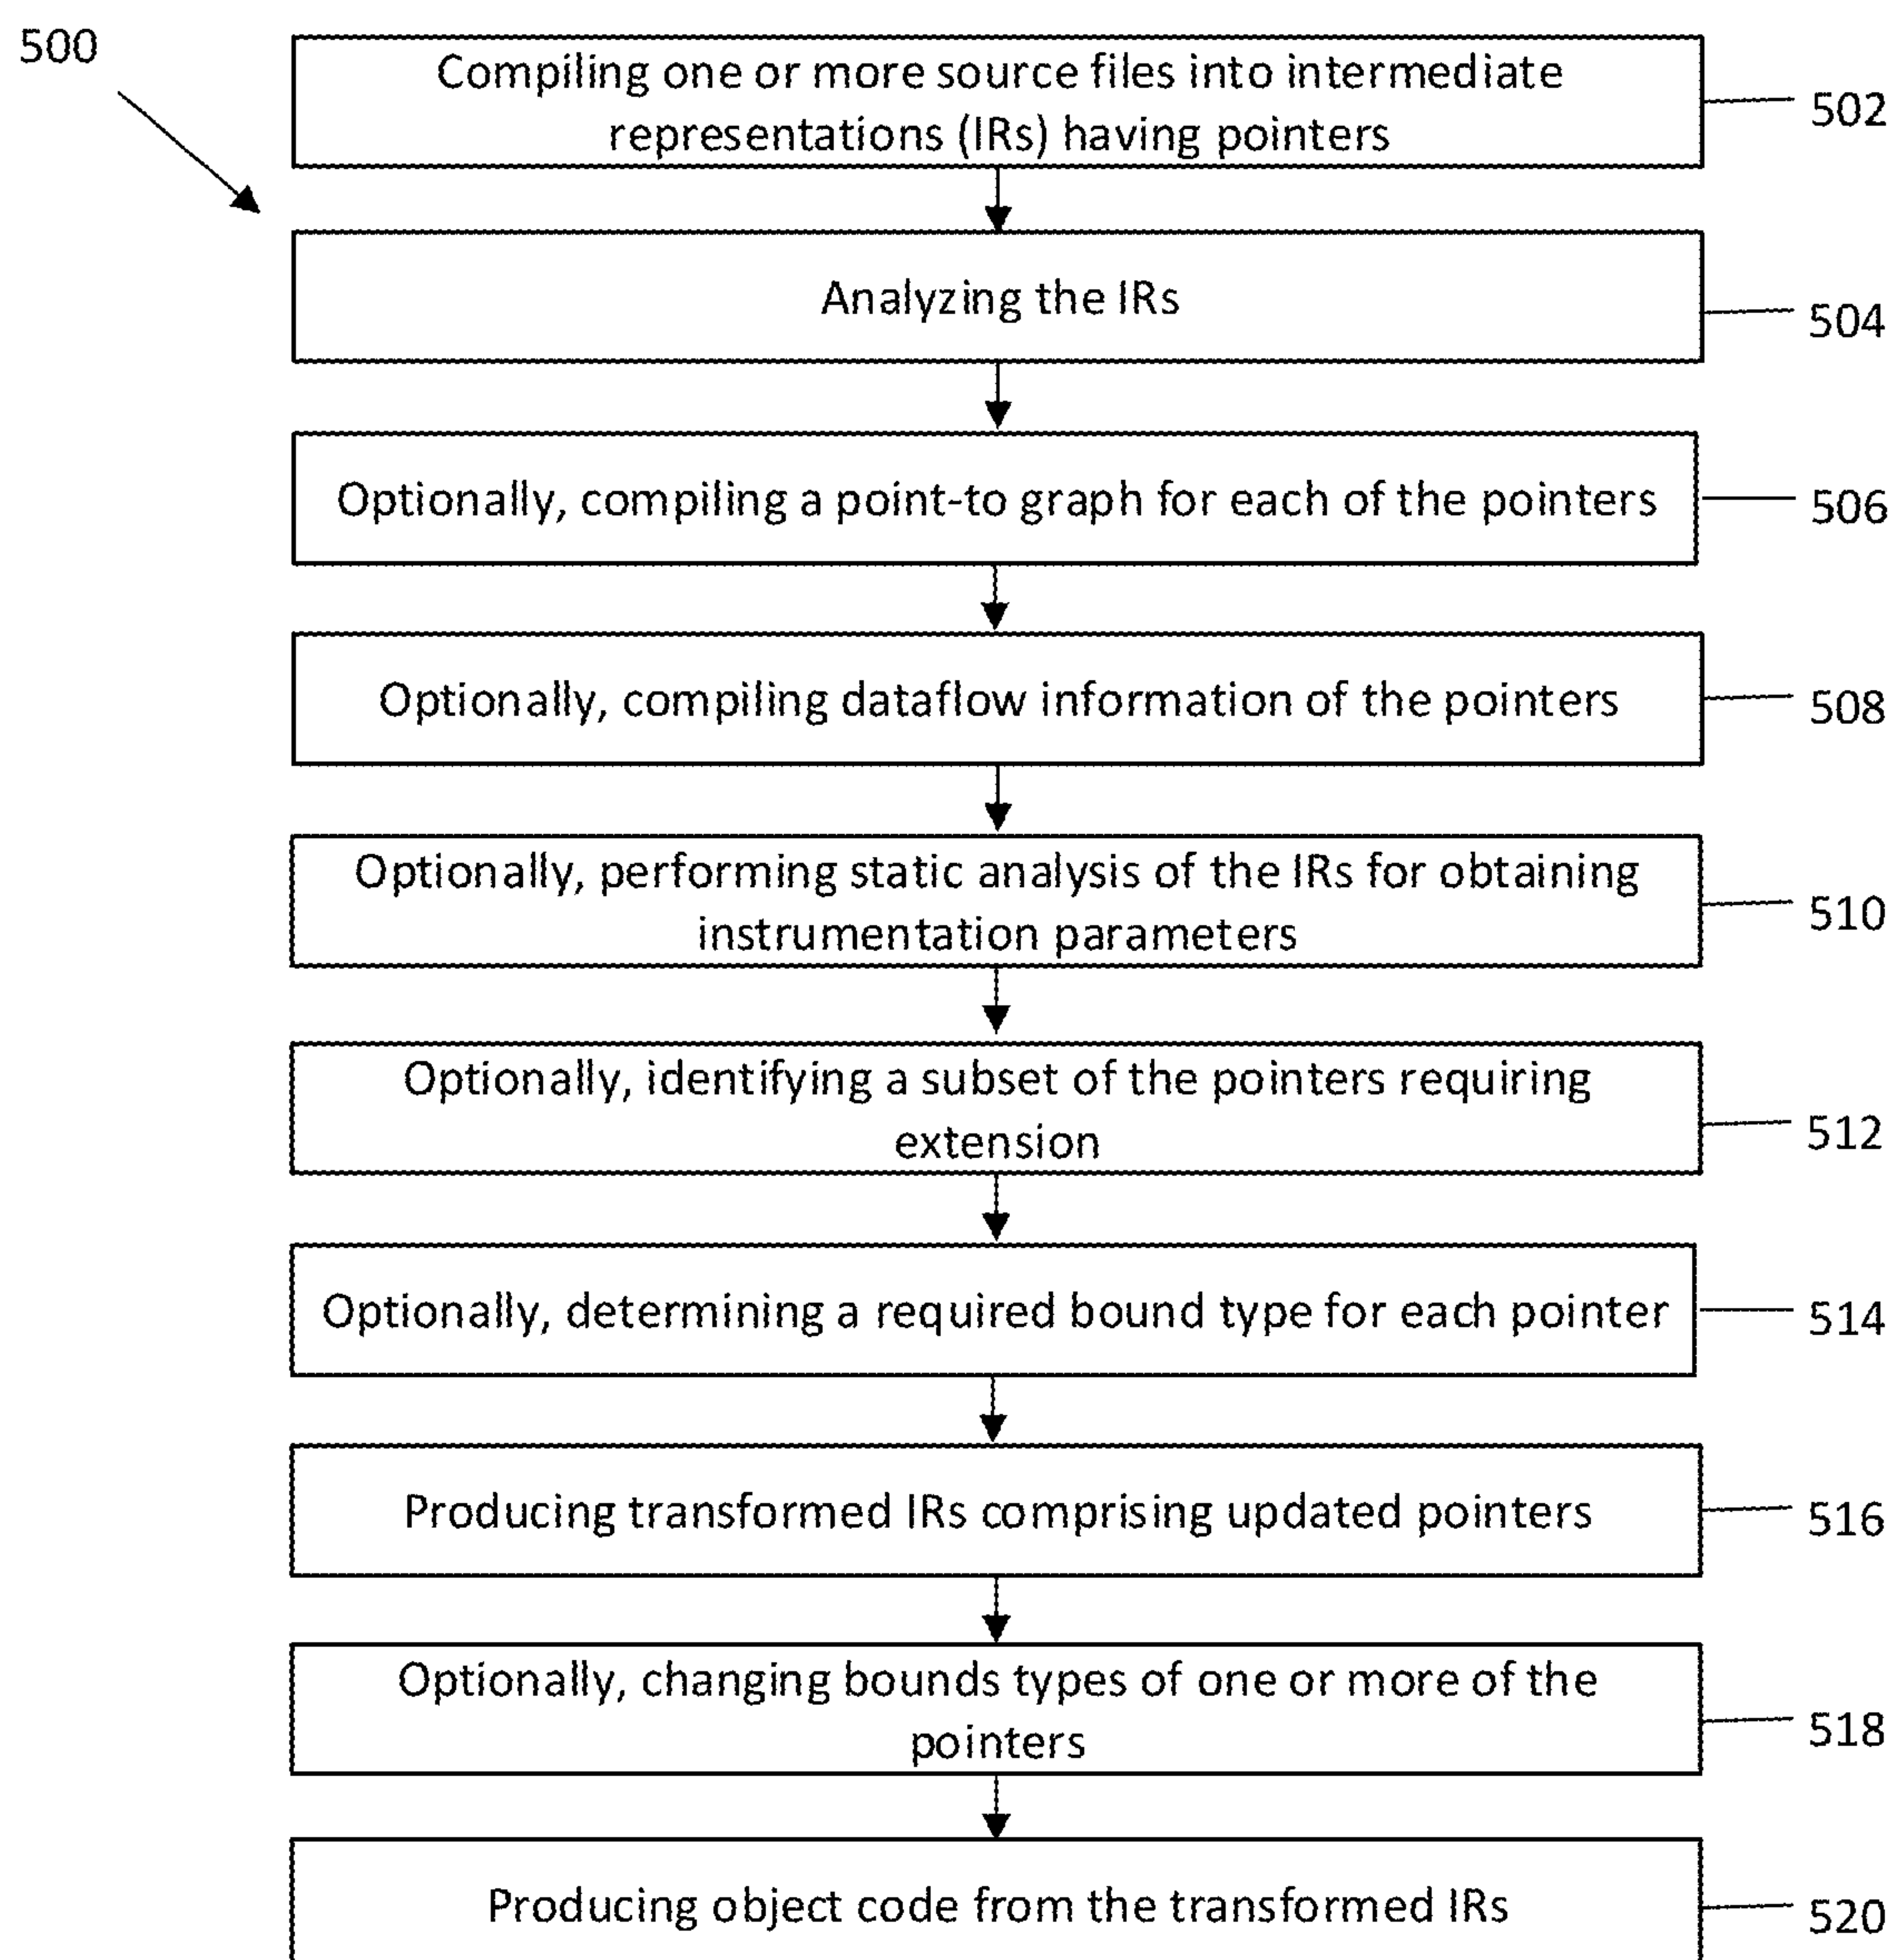 500
Compiling one or more source files into intermediate
representations (IRs) having pointers
502
Analyzing the IRs
504
Optionally, compiling a point-to graph for each of the pointers
506
Optionally, compiling dataflow information of the pointers
508
Optionally, performing static analysis of the IRs for obtaining
instrumentation parameters
510
Optionally, identifying a subset of the pointers requiring
extension
512
Optionally, determining a required bound type for each pointer
514
Producing transformed IRs comprising updated pointers
516
Optionally, changing bounds types of one or more of the
pointers
518
Producing object code from the transformed IRs
520